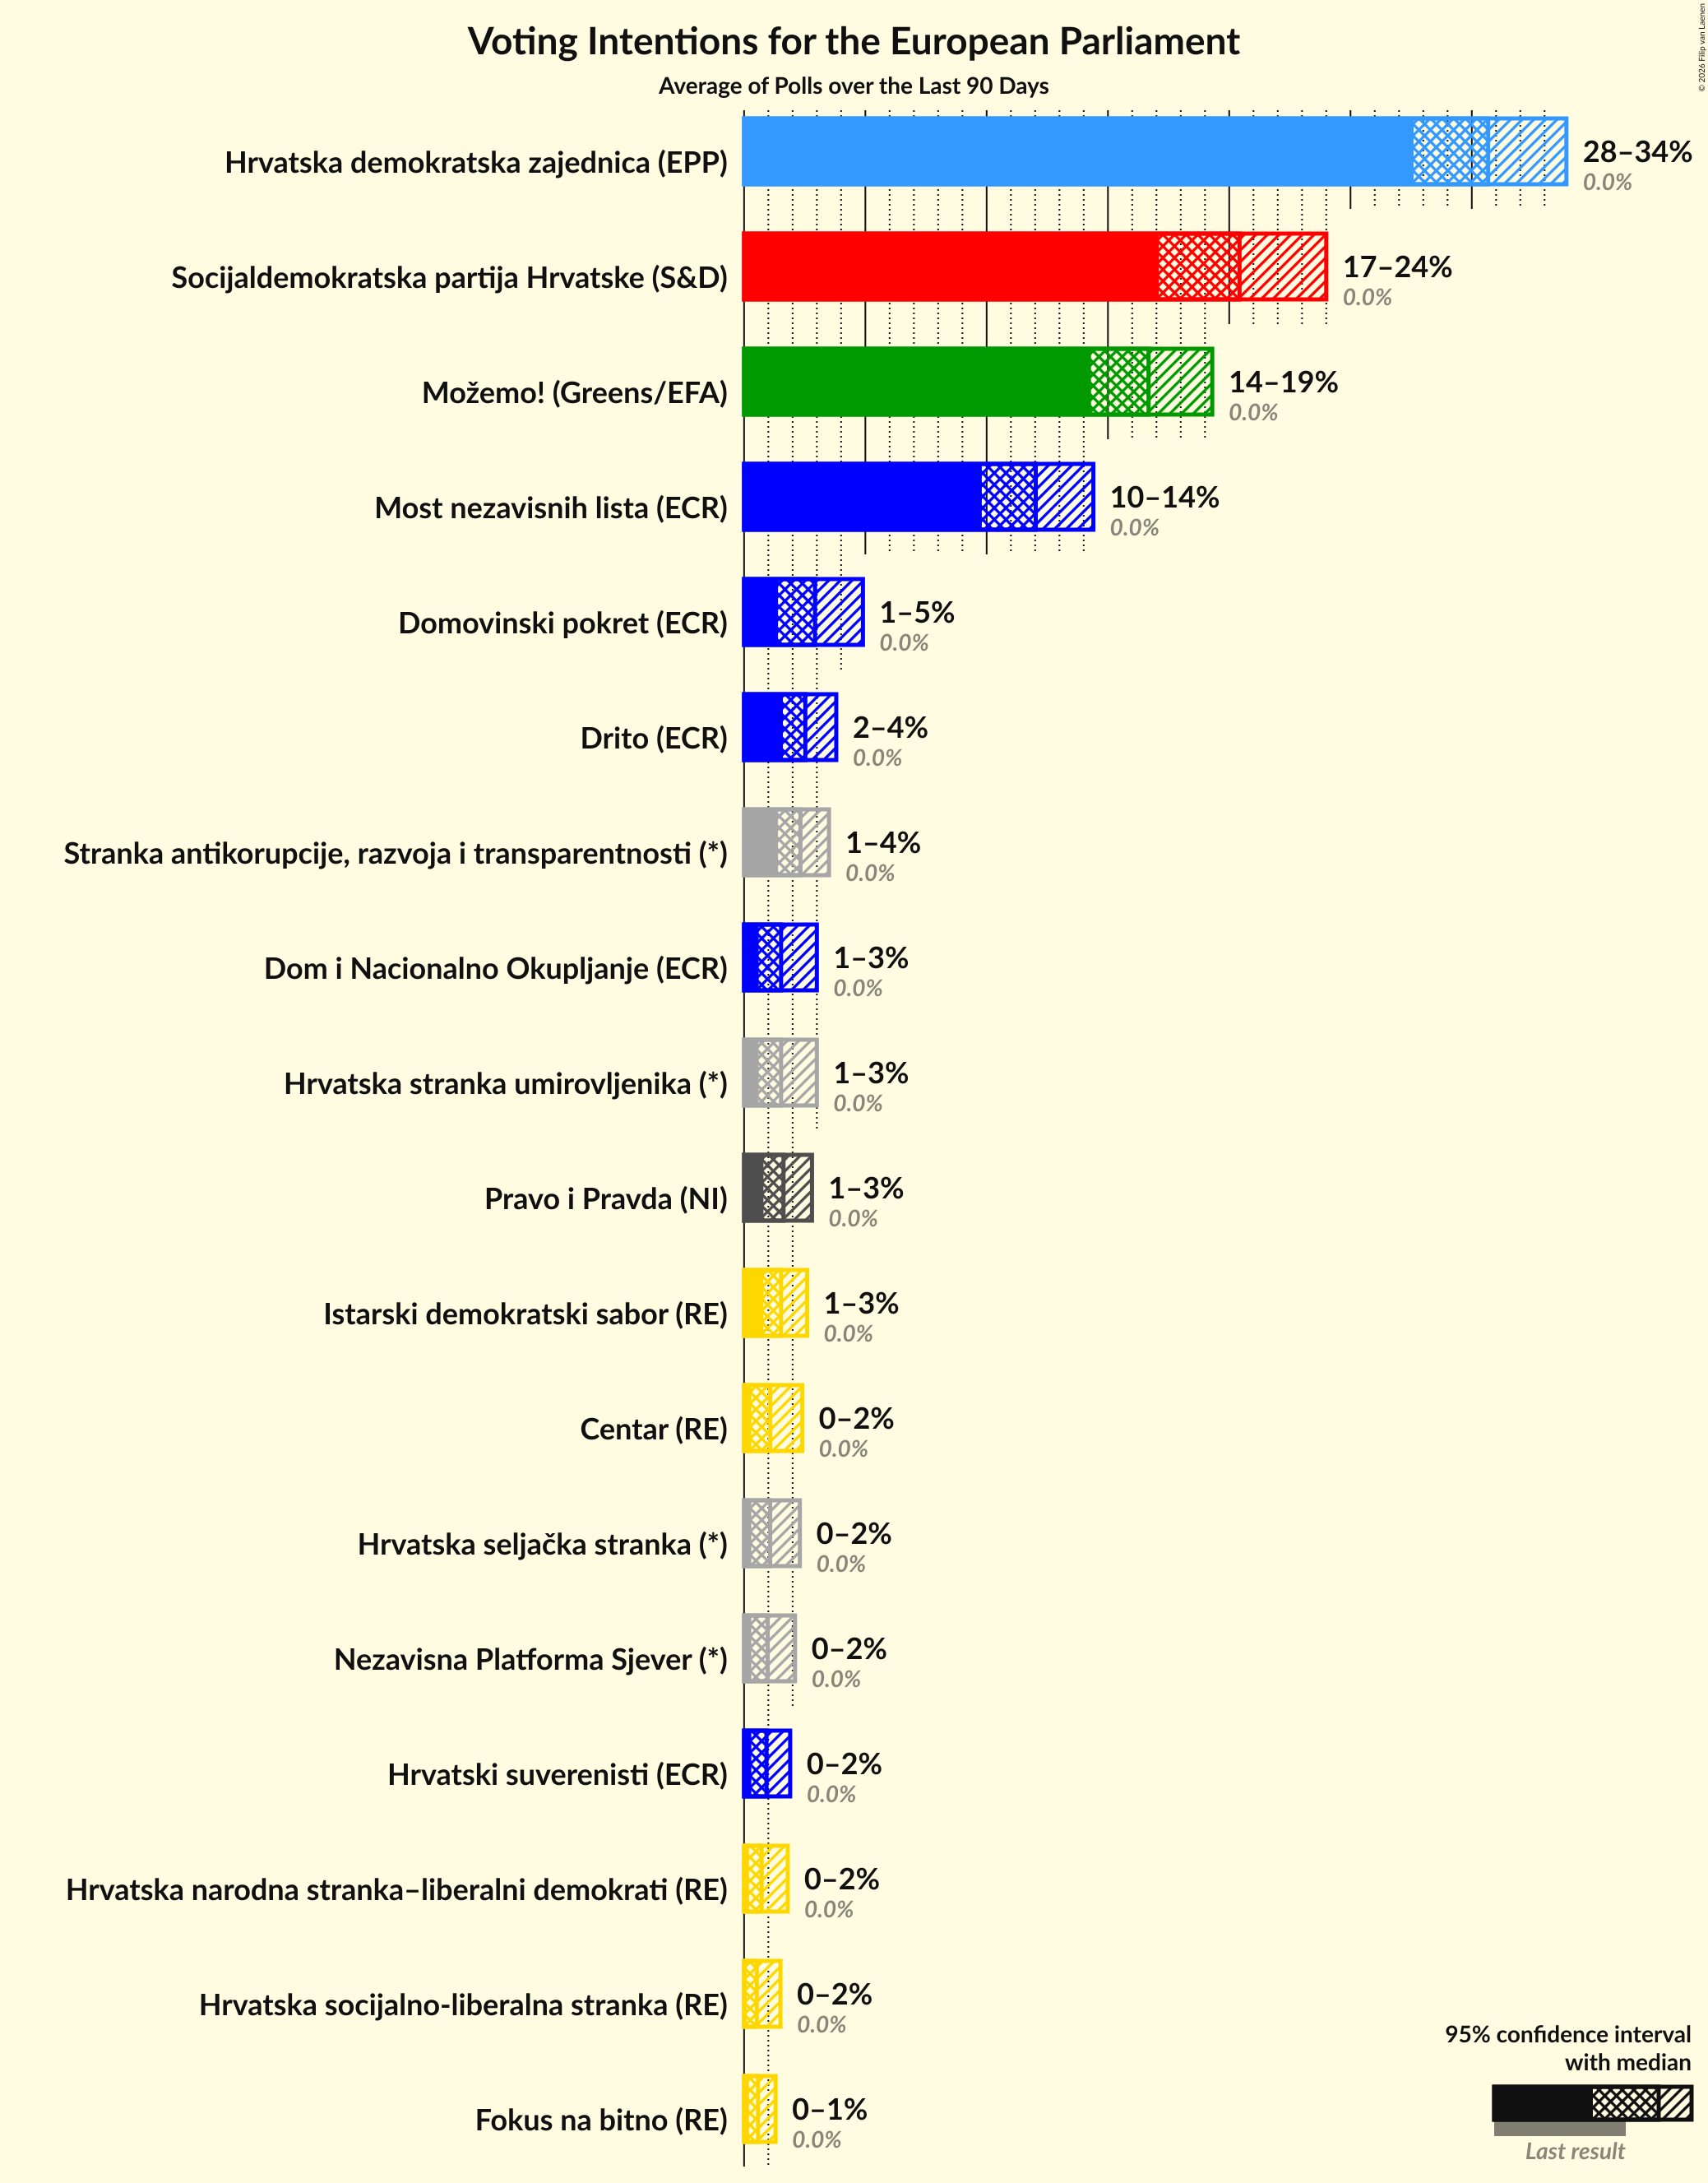 Voting Intentions for the European Parliament
Average of Polls over the Last 90 Days
© 2026 Filip van Laenen
Hrvatska demokratska zajednica (EPP)
28–34%
0.0%
Socijaldemokratska partija Hrvatske (S&D)
17–24%
0.0%
Možemo! (Greens/EFA)
14–19%
0.0%
Most nezavisnih lista (ECR)
10–14%
0.0%
Domovinski pokret (ECR)
1–5%
0.0%
Drito (ECR)
2–4%
0.0%
Stranka antikorupcije, razvoja i transparentnosti (*)
1–4%
0.0%
Dom i Nacionalno Okupljanje (ECR)
1–3%
0.0%
Hrvatska stranka umirovljenika (*)
1–3%
0.0%
Pravo i Pravda (NI)
1–3%
0.0%
Istarski demokratski sabor (RE)
1–3%
0.0%
Centar (RE)
0–2%
0.0%
Hrvatska seljačka stranka (*)
0–2%
0.0%
Nezavisna Platforma Sjever (*)
0–2%
0.0%
Hrvatski suverenisti (ECR)
0–2%
0.0%
Hrvatska narodna stranka–liberalni demokrati (RE)
0–2%
0.0%
Hrvatska socijalno-liberalna stranka (RE)
0–2%
0.0%
Fokus na bitno (RE)
0–1%
0.0%
95% confidence interval
with median
Last result